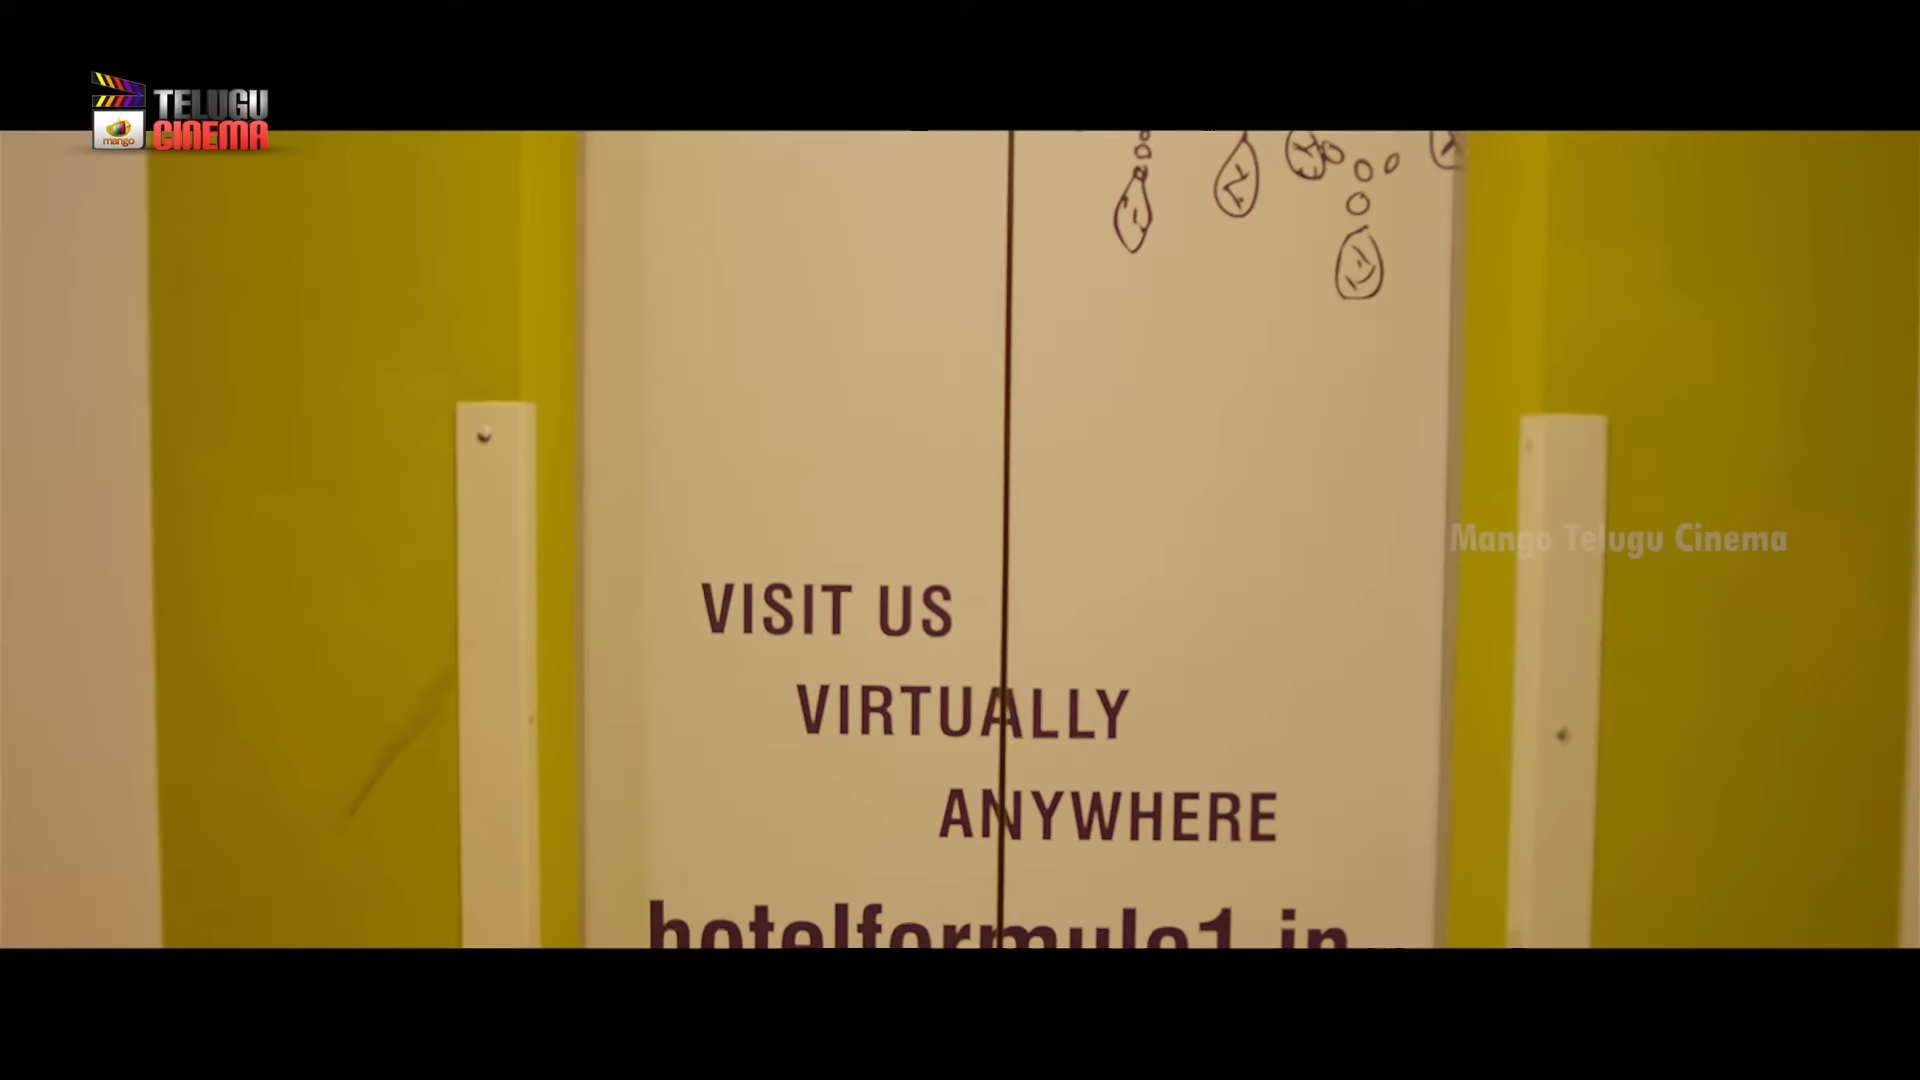 TELUGU
CINEMA
mango
Mango Telugu Cinema
VISIT US
VIRTUALLY
ANYWHERE
hotelformule1.in